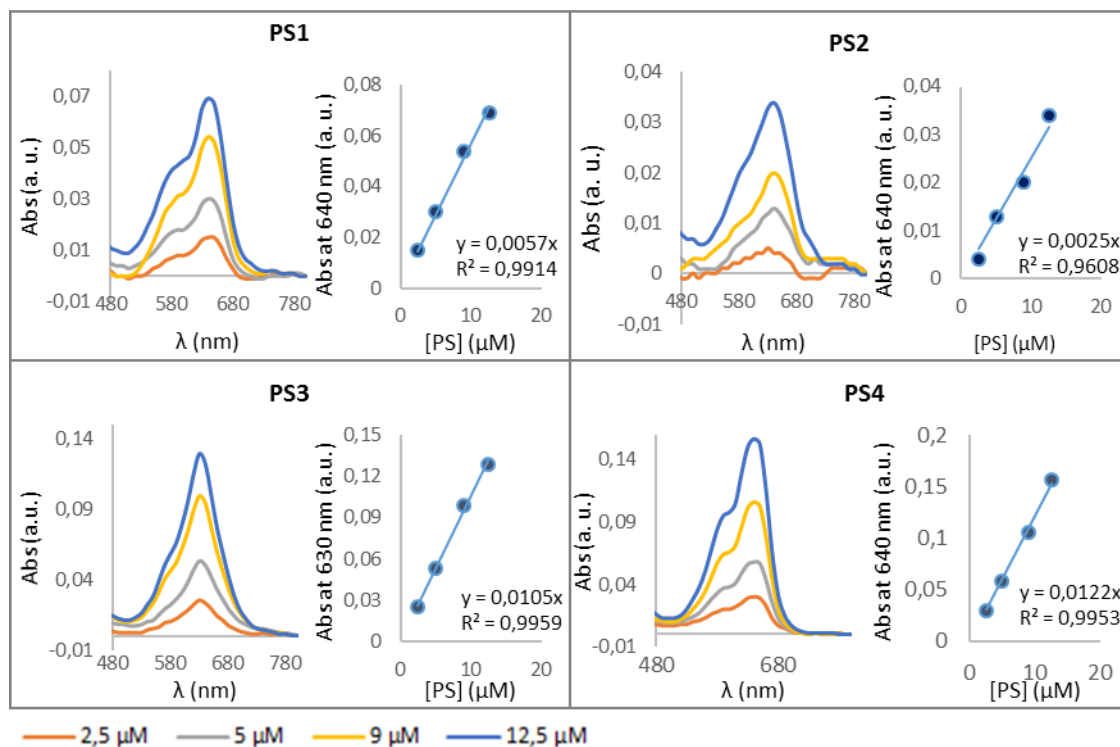 PS1
Abs (a. u.)
0,07
0,05
0,03
0,01
-0,01
480 580 680 780
λ (nm)
Abs at 640 nm (a. u.)
0,08
0,06
0,04
0,02
0
0 10 20
[PS] (μM)
y = 0,0057x
R² = 0,9914
PS2
Abs (a. u.)
0,04
0,03
0,02
0,01
0
-0,01
480 580 680 780
λ (nm)
Abs at 640 nm (a.u.)
0,04
0,03
0,02
0,01
0
0 10 20
[PS] (μM)
y = 0,0025x
R² = 0,9608
PS3
Abs (a.u.)
0,14
0,09
0,04
-0,01
480 580 680 780
λ (nm)
Abs at 630 nm (a.u.)
0,15
0,12
0,09
0,06
0,03
0
0 10 20
[PS] (μM)
y = 0,0105x
R² = 0,9959
PS4
Abs (a.u.)
0,14
0,09
0,04
-0,01
480 680
λ (nm)
Abs at 640 nm (a.u.)
0,2
0,15
0,1
0,05
0
0 10 20
[PS] (μM)
y = 0,0122x
R² = 0,9953
2,5 μM 5 μM 9 μM 12,5 μM